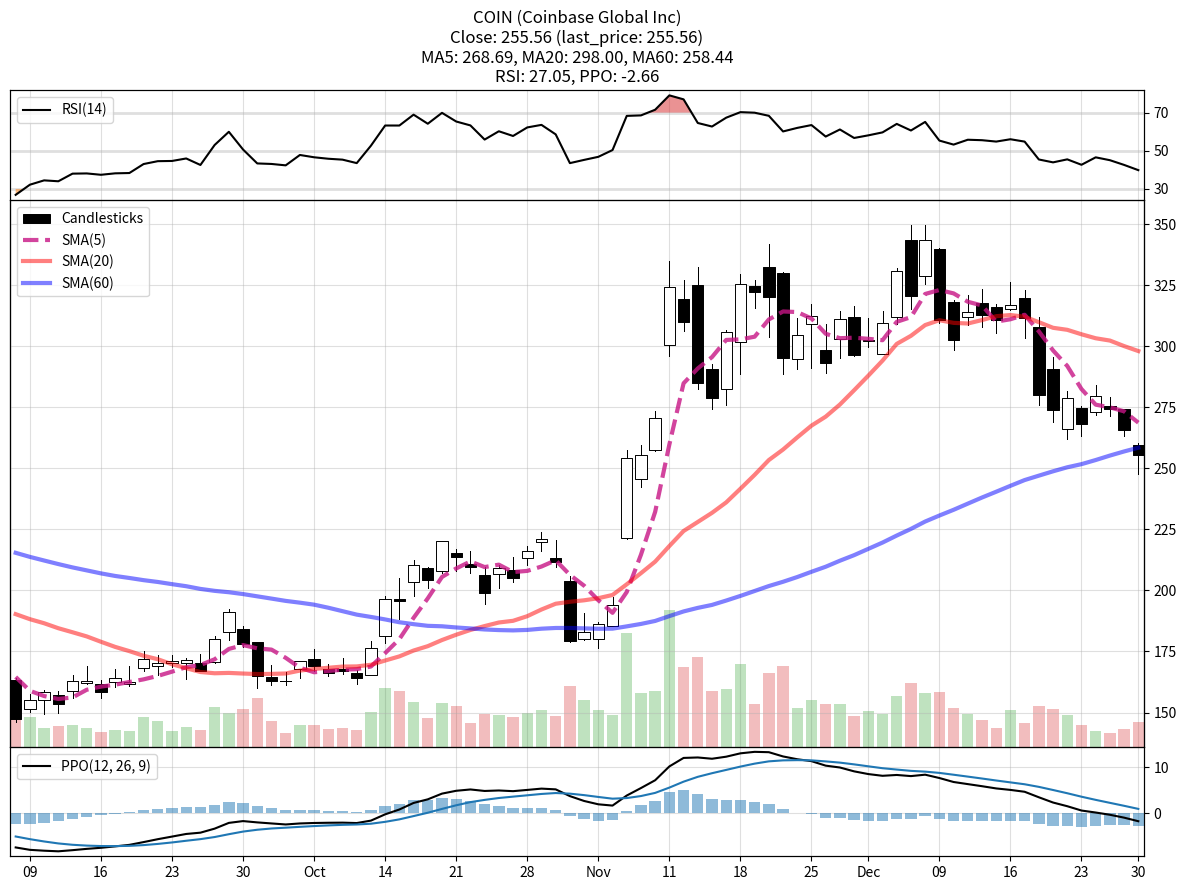 COIN (Coinbase Global Inc)
Close: 255.56 (last_price: 255.56)
MA5: 268.69, MA20: 298.00, MA60: 258.44
RSI: 27.05, PPO: -2.66
RSI(14)
70
50
30
Candlesticks
SMA(5)
SMA(20)
SMA(60)
350
325
300
275
250
225
200
175
150
PPO(12, 26, 9)
10
0
09 16 23 30 Oct 14 21 28 Nov 11 18 25 Dec 09 16 23 30